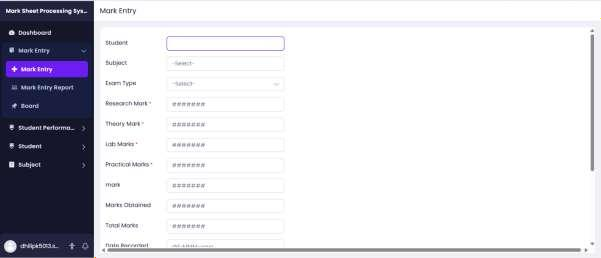 Mark Sheet Processing Sys...
Mark Entry
Dashboard
Mark Entry
Mark Entry
Mark Entry Report
Board
Student Performa...
Student
Subject
dhilipk5013.s...
Student
Subject
-Select-
Exam Type
-Select-
Research Mark *
#######
Theory Mark *
#######
Lab Marks *
#######
Practical Marks *
#######
mark
#######
Marks Obtained
#######
Total Marks
#######
Date Recorded